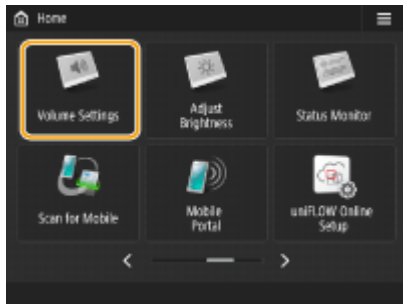 Home
Volume Settings
Adjust
Brightness
Status Monitor
Scan for Mobile
Mobile
Portal
uniFLOW Online
Setup